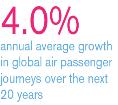 4.0%
annual average growth
in global air passenger
journeys over the next
20 years